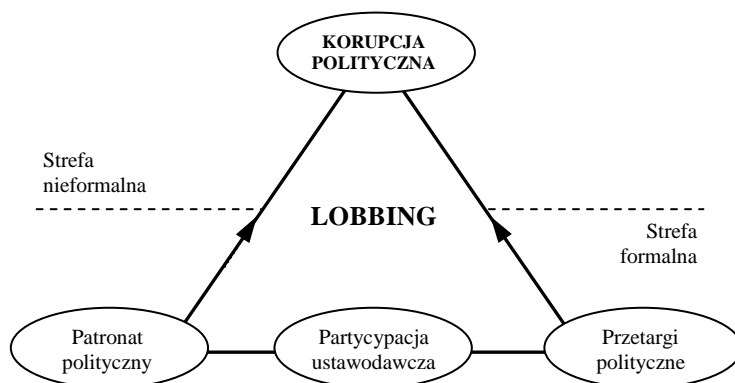 KORUPCJA
POLITYCZNA
Strefa
nieformalna
LOBBING
Strefa
formalna
Patronat
polityczny
Partycypacja
ustawodawcza
Przetargi
polityczne